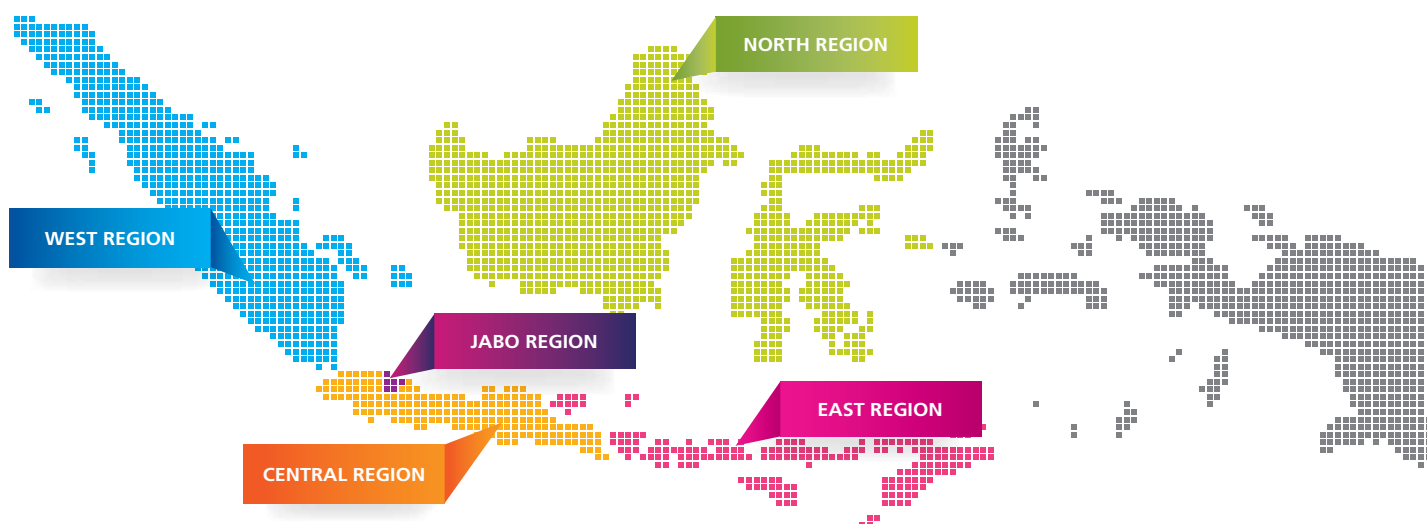 NORTH REGION
WEST REGION
JABO REGION
EAST REGION
CENTRAL REGION